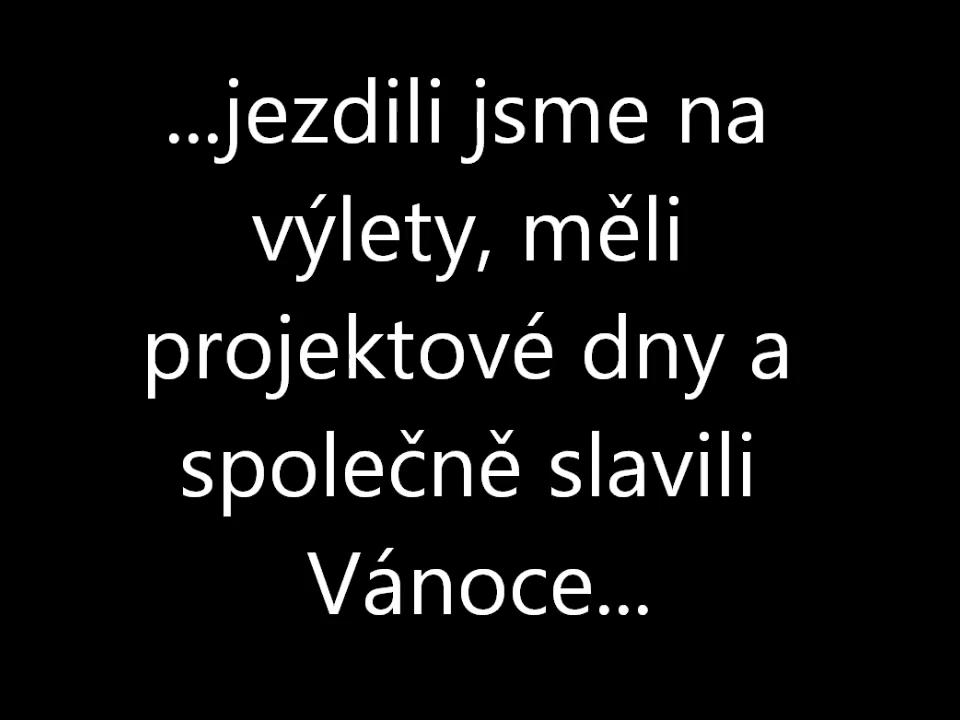 ...jezdili jsme na
výlety, měli
projektové dny a
společně slavili
Vánoce...